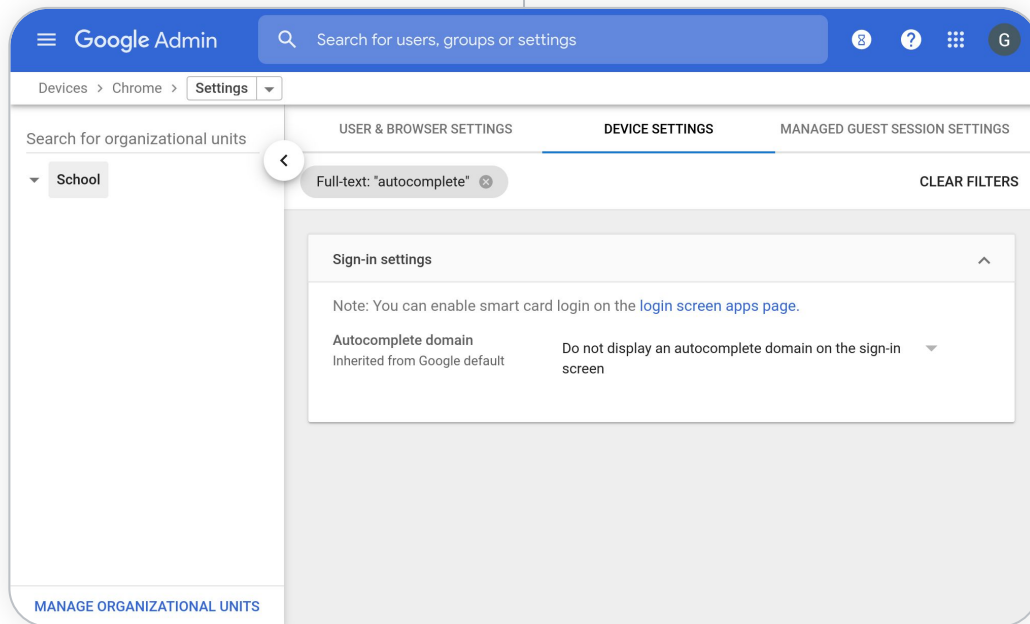 Google Admin
Search for users, groups or settings
G
Devices > Chrome > Settings
Search for organizational units
School
MANAGE ORGANIZATIONAL UNITS
USER & BROWSER SETTINGS
DEVICE SETTINGS
MANAGED GUEST SESSION SETTINGS
Full-text: "autocomplete"
CLEAR FILTERS
Sign-in settings
Note: You can enable smart card login on the login screen apps page.
Autocomplete domain
Inherited from Google default
Do not display an autocomplete domain on the sign-in
screen